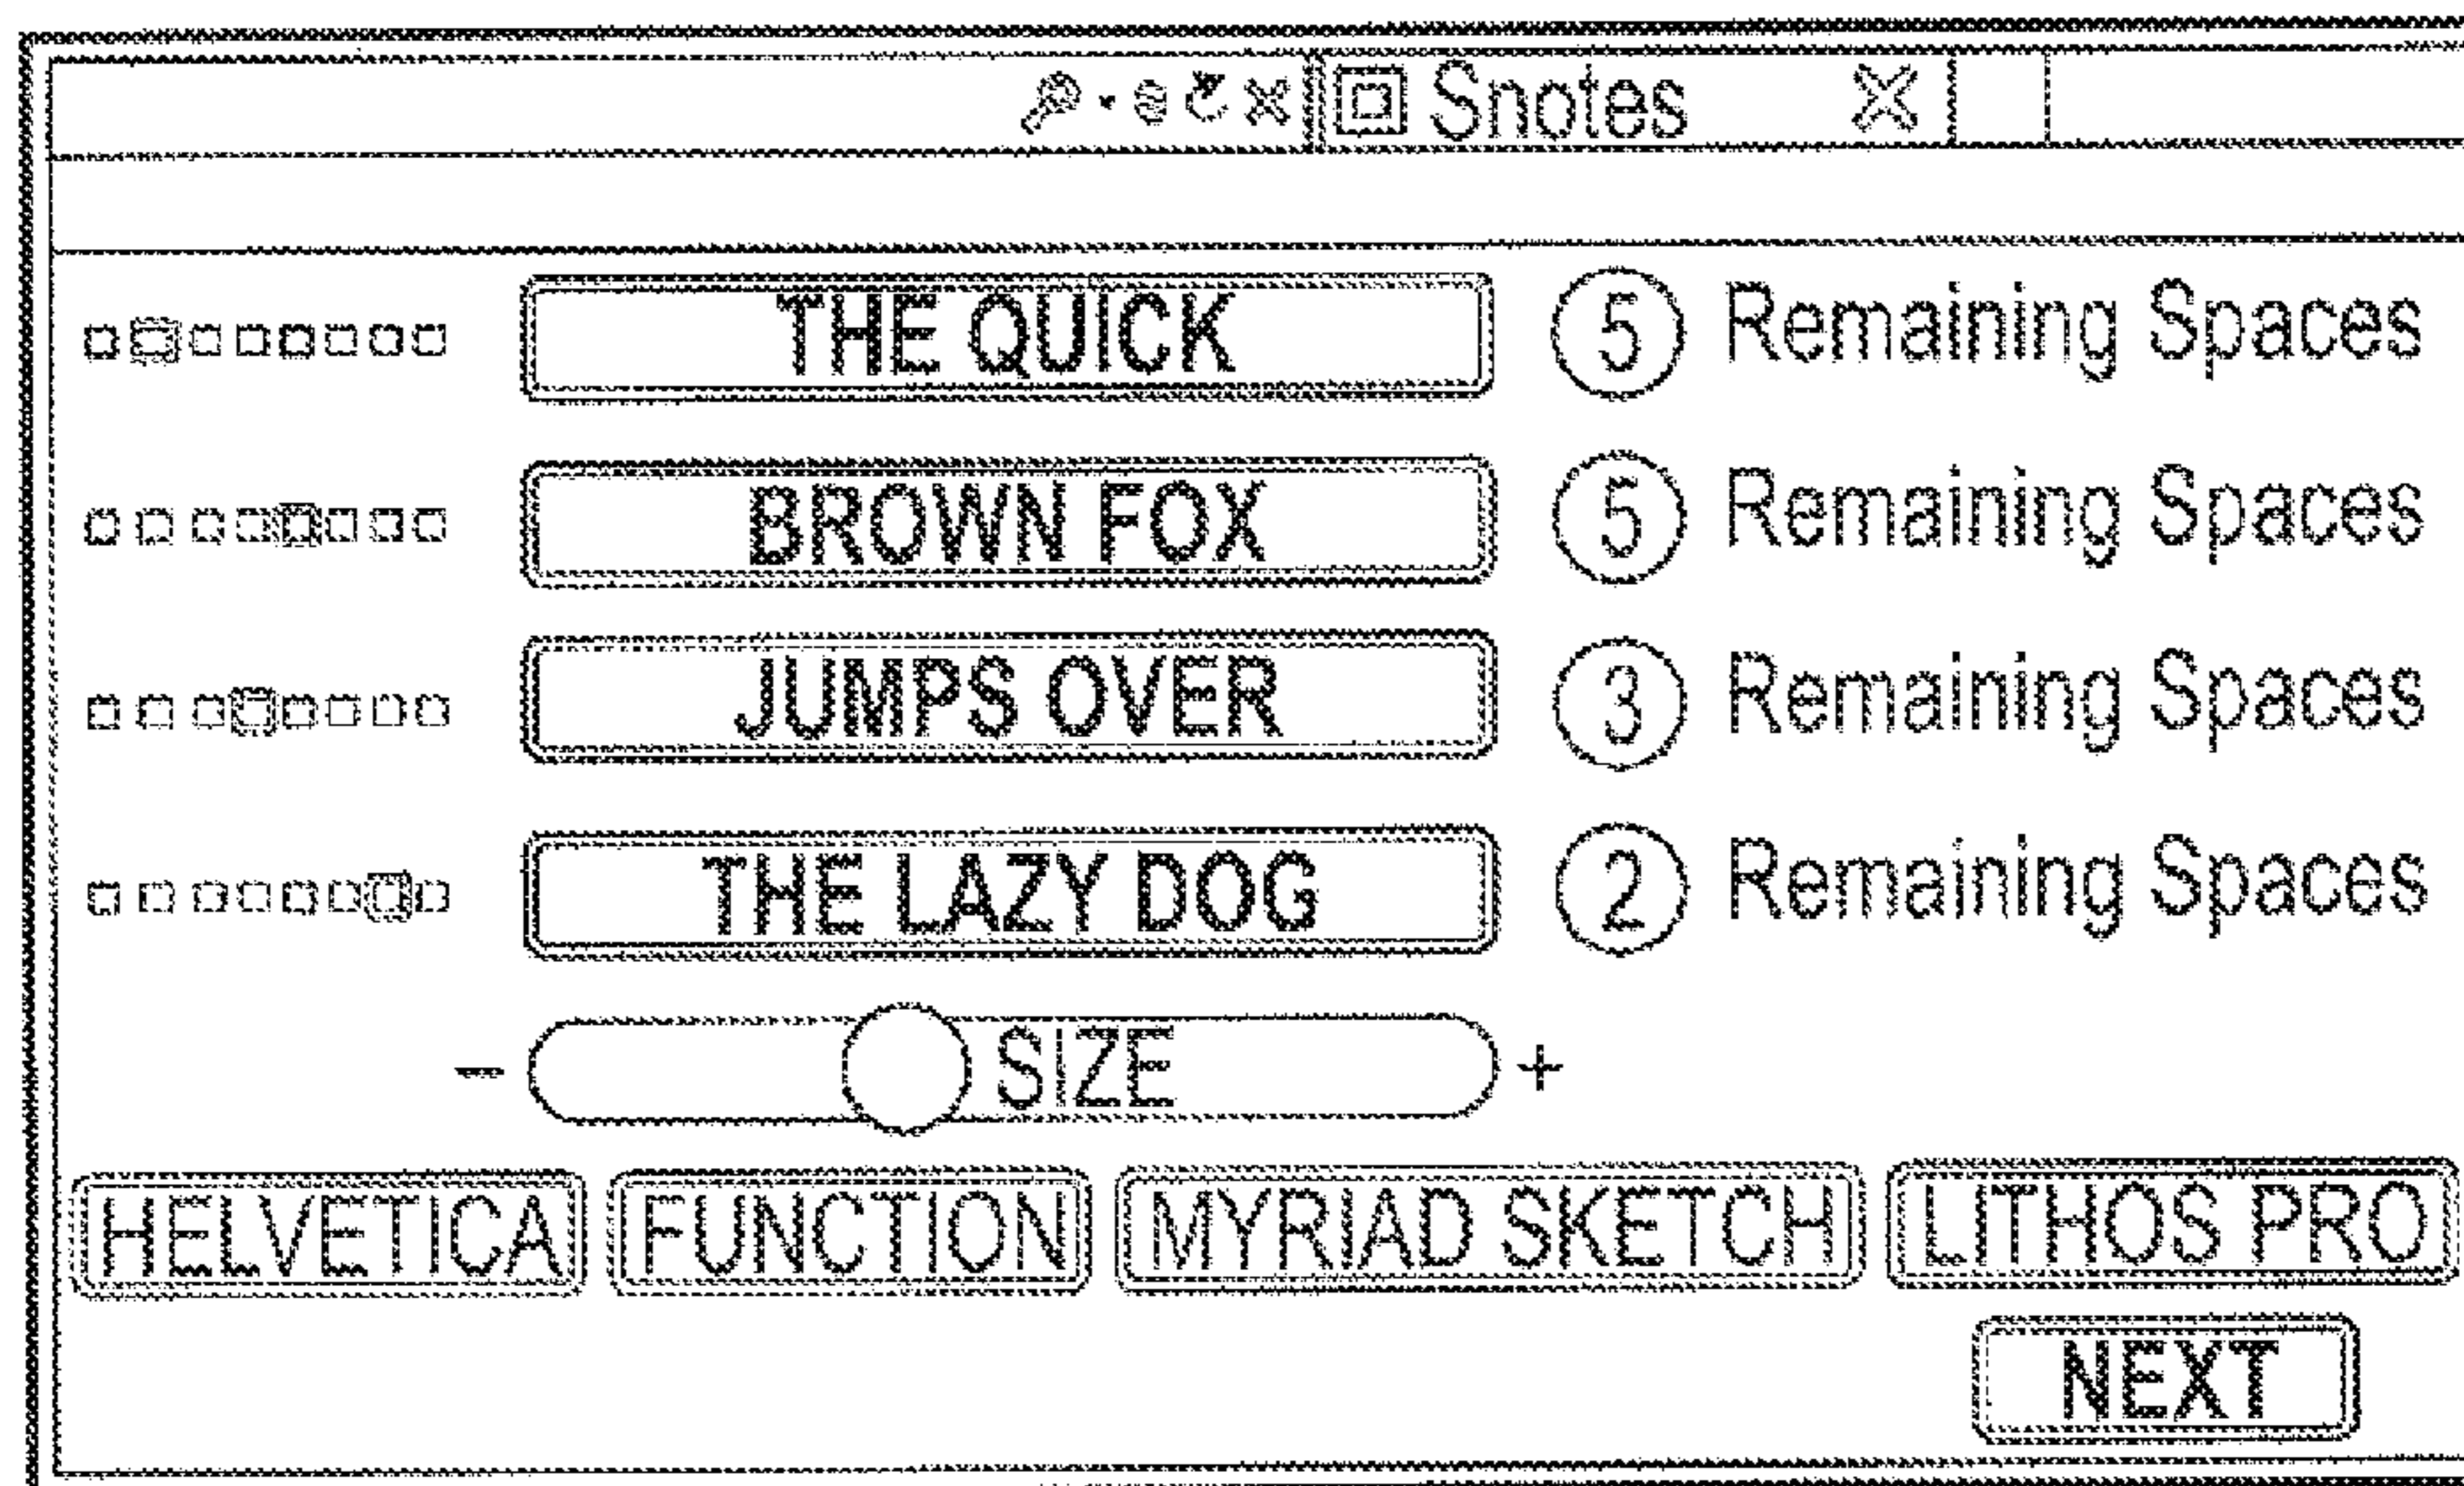 Snotes
THE QUICK 5 Remaining Spaces
BROWN FOX 5 Remaining Spaces
JUMPS OVER 3 Remaining Spaces
THE LAZY DOG 2 Remaining Spaces
- SIZE +
HELVETICA FUNCTION MYRIAD SKETCH LITHOS PRO
NEXT